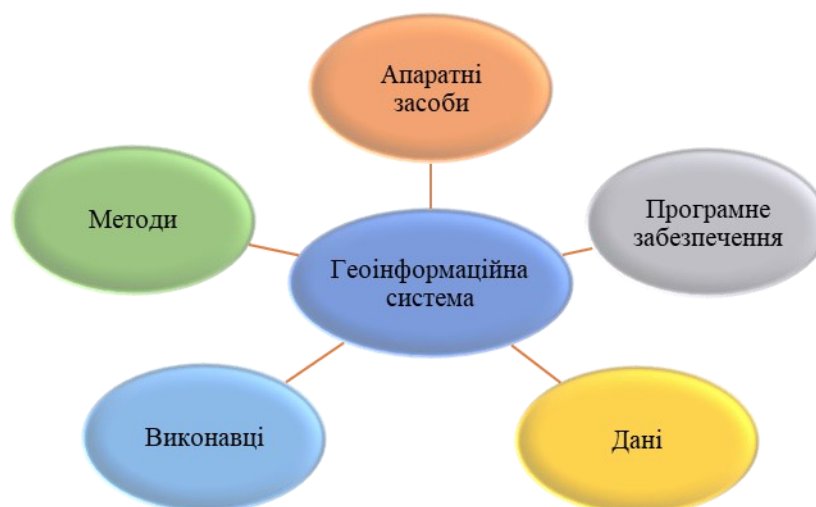 Апаратні
засоби
Програмне
забезпечення
Методи
Геоінформаційна
система
Виконавці
Дані